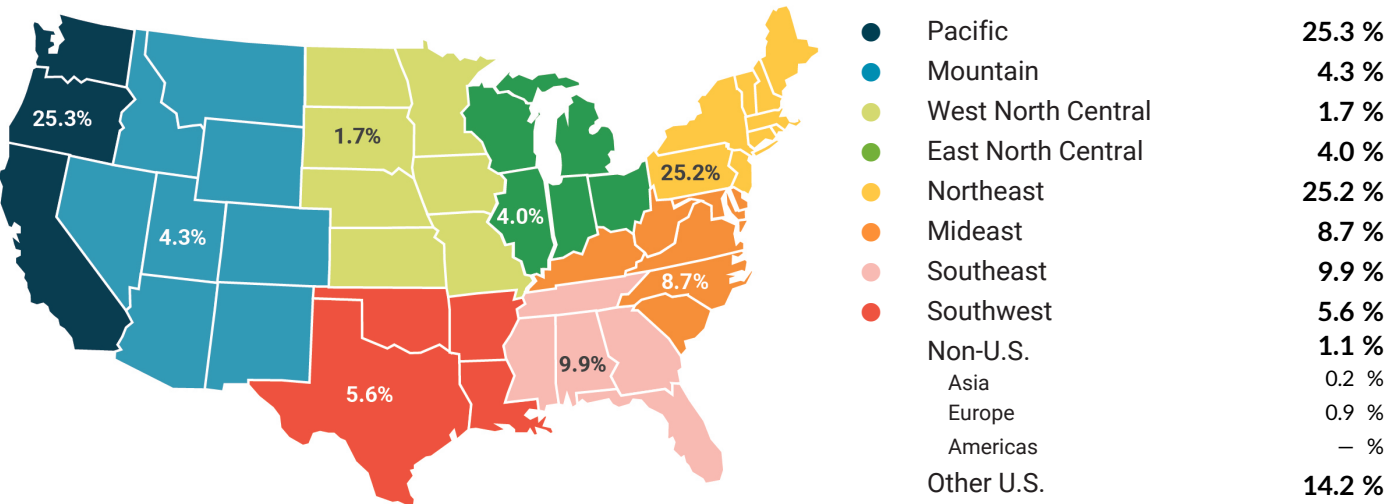 25.3%
1.7%
25.2%
4.0%
4.3%
8.7%
9.9%
5.6%
Pacific 25.3 %
Mountain 4.3 %
West North Central 1.7 %
East North Central 4.0 %
Northeast 25.2 %
Mideast 8.7 %
Southeast 9.9 %
Southwest 5.6 %
Non-U.S. 1.1 %
Asia 0.2 %
Europe 0.9 %
Americas — %
Other U.S. 14.2 %